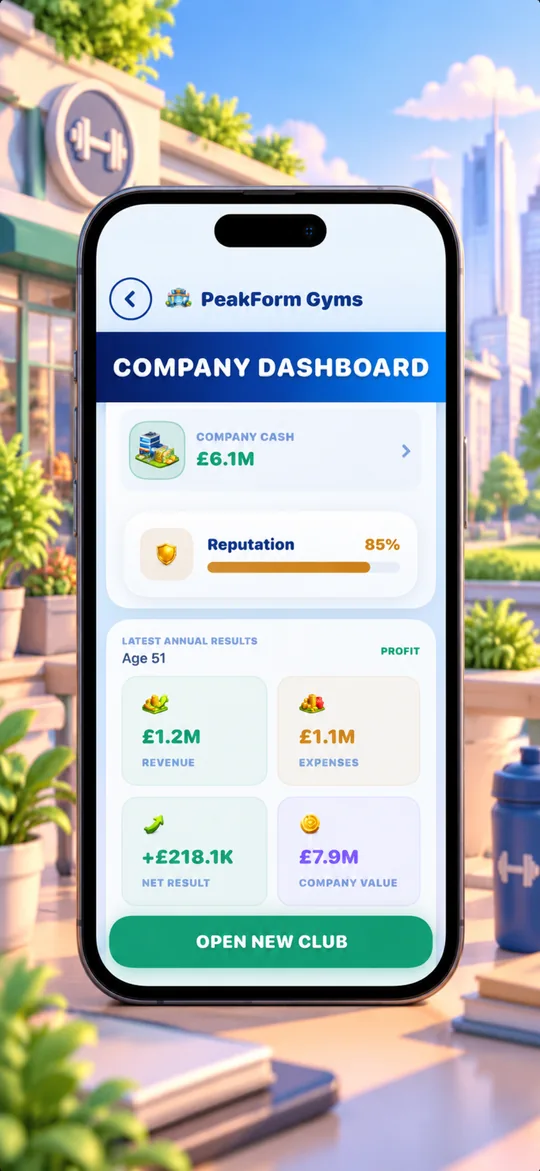 PeakForm Gyms
COMPANY DASHBOARD
COMPANY CASH
£6.1M
Reputation
85%
LATEST ANNUAL RESULTS
Age 51
PROFIT
£1.2M
REVENUE
£1.1M
EXPENSES
+£218.1K
NET RESULT
£7.9M
COMPANY VALUE
OPEN NEW CLUB